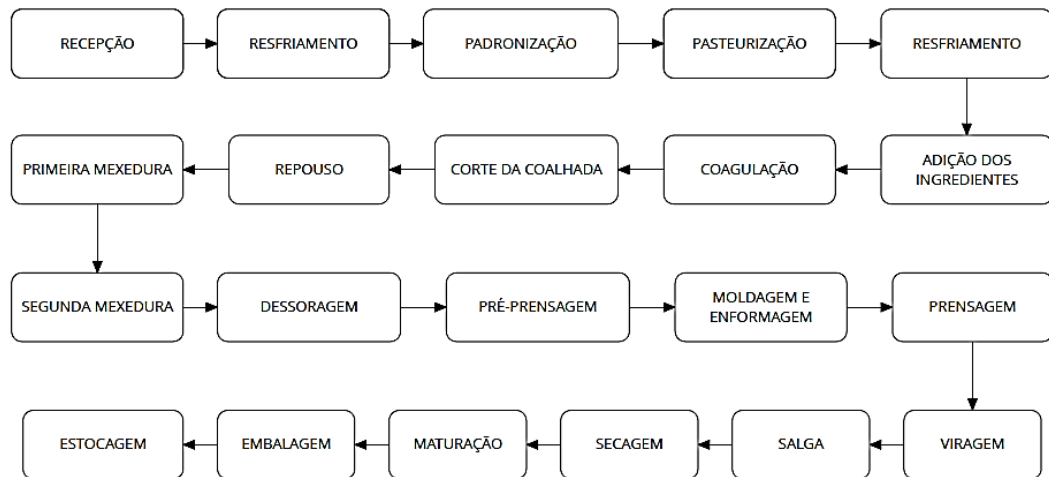 RECEPÇÃO
RESFRIAMENTO
PADRONIZAÇÃO
PASTEURIZAÇÃO
RESFRIAMENTO
ADIÇÃO DOS
INGREDIENTES
COAGULAÇÃO
CORTE DA COALHADA
REPOUSO
PRIMEIRA MEXEDURA
SEGUNDA MEXEDURA
DESSORAGEM
PRÉ-PRENSAGEM
MOLDAGEM E
ENFORMAGEM
PRENSAGEM
VIRAGEM
SALGA
SECAGEM
MATURAÇÃO
EMBALAGEM
ESTOCAGEM